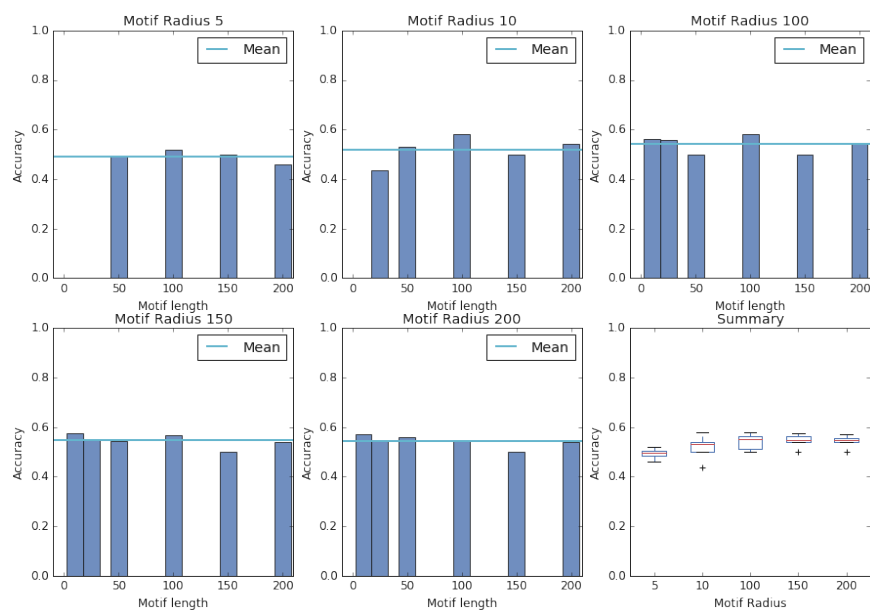 Motif Radius 5
1.0
0.8
0.6
0.4
0.2
0.0
Accuracy
Mean
0 50 100 150 200
Motif length
Motif Radius 10
1.0
0.8
0.6
0.4
0.2
0.0
Accuracy
Mean
0 50 100 150 200
Motif length
Motif Radius 100
1.0
0.8
0.6
0.4
0.2
0.0
Accuracy
Mean
0 50 100 150 200
Motif length
Motif Radius 150
1.0
0.8
0.6
0.4
0.2
0.0
Accuracy
Mean
0 50 100 150 200
Motif length
Motif Radius 200
1.0
0.8
0.6
0.4
0.2
0.0
Accuracy
Mean
0 50 100 150 200
Motif length
Summary
1.0
0.8
0.6
0.4
0.2
0.0
Accuracy
5 10 100 150 200
Motif Radius